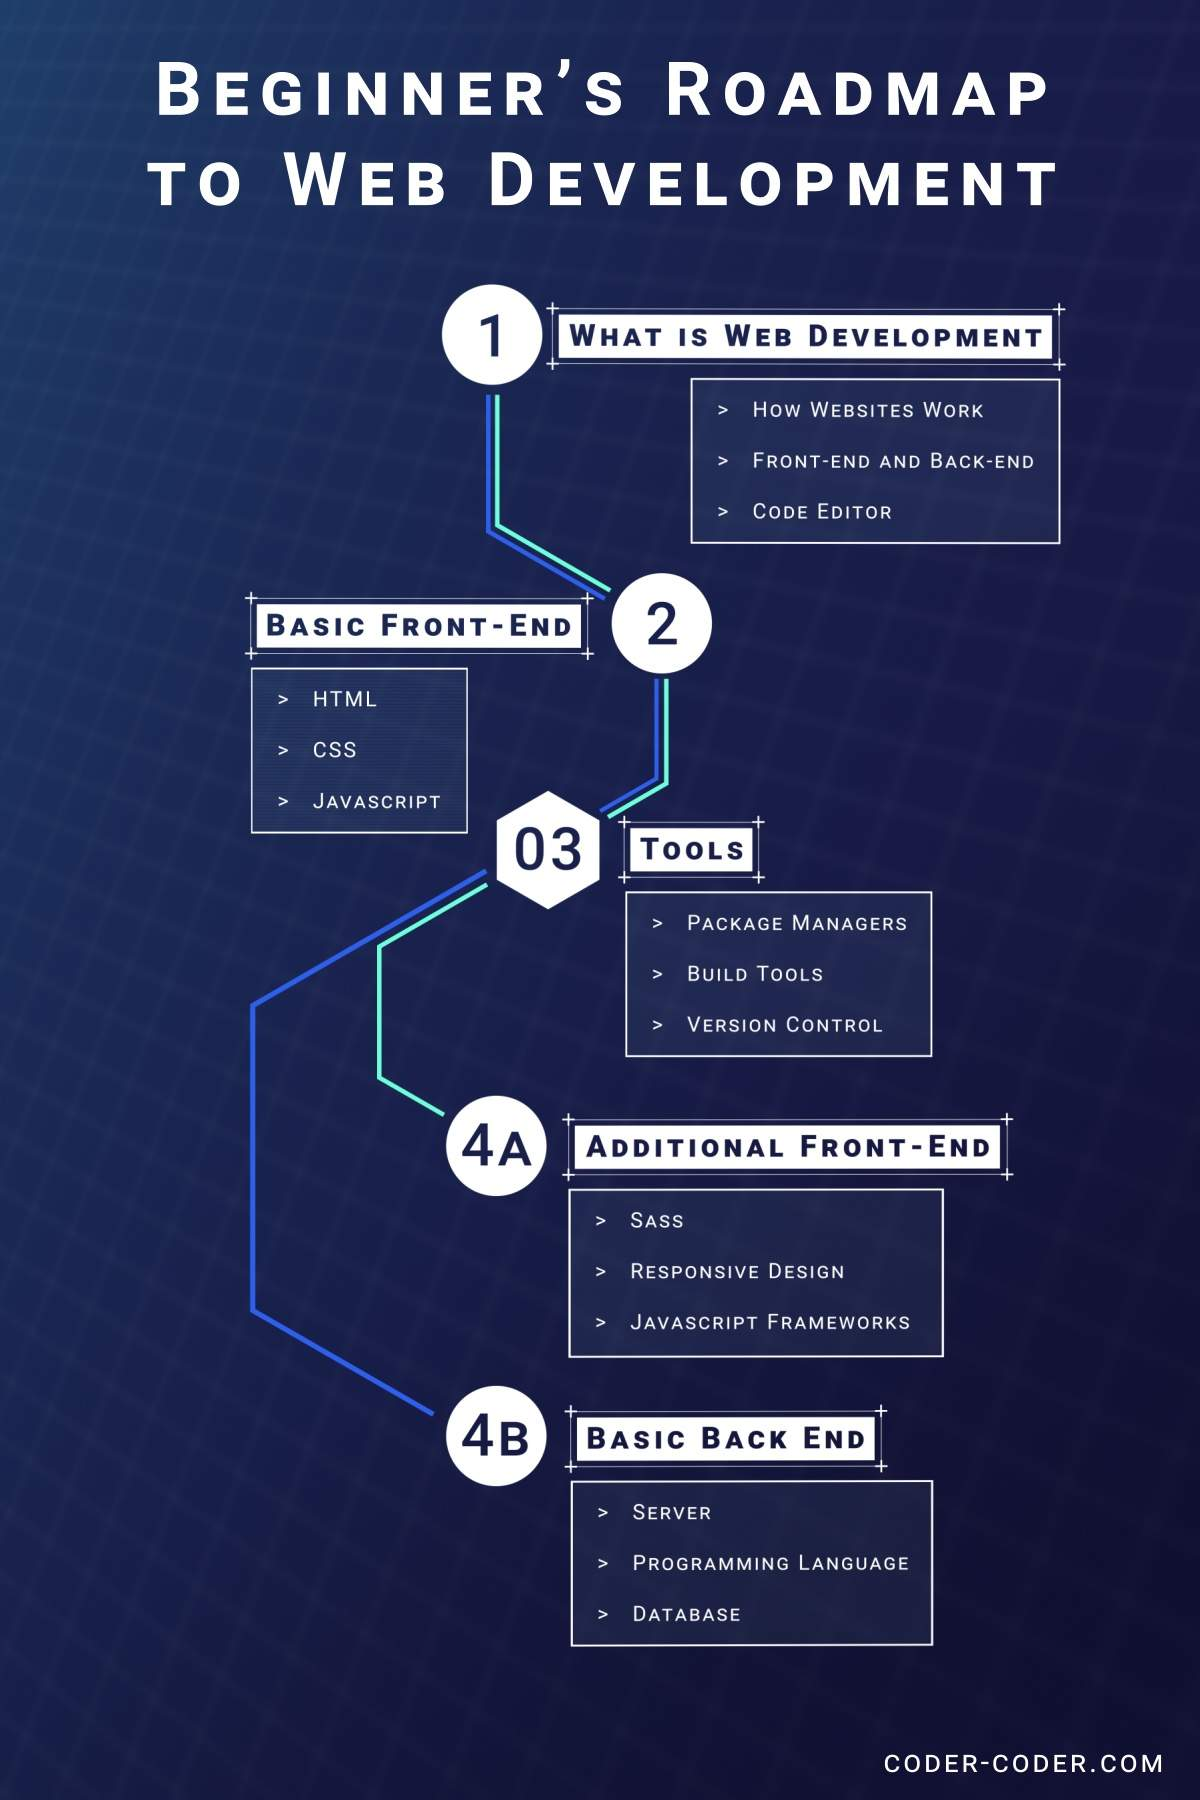 Beginner’s Roadmap
to Web Development
1
What is Web Development
> How Websites Work
> Front-end and Back-end
> Code Editor
2
Basic Front-End
> HTML
> CSS
> Javascript
03
Tools
> Package Managers
> Build Tools
> Version Control
4A
Additional Front-End
> Sass
> Responsive Design
> Javascript Frameworks
4B
Basic Back End
> Server
> Programming Language
> Database
CODER-CODER.COM